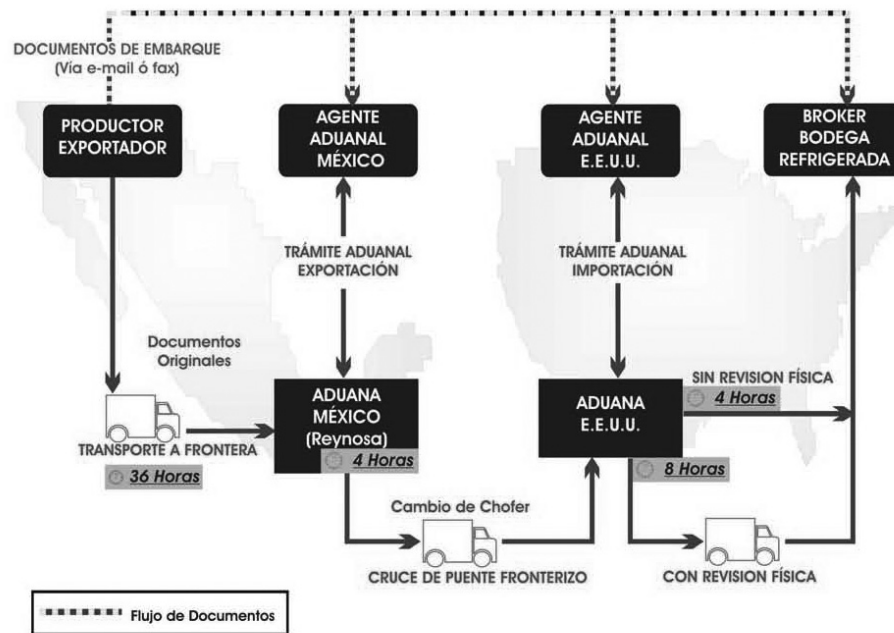 DOCUMENTOS DE EMBARQUE
(Vía e-mail ó fax)
PRODUCTOR
EXPORTADOR
AGENTE
ADUANAL
MÉXICO
AGENTE
ADUANAL
E.E.U.U.
BROKER
BODEGA
REFRIGERADA
TRÁMITE ADUANAL
EXPORTACIÓN
TRÁMITE ADUANAL
IMPORTACIÓN
Documentos
Originales
TRANSPORTE A FRONTERA
36 Horas
ADUANA
MÉXICO
(Reynosa)
4 Horas
ADUANA
E.E.U.U.
SIN REVISION FÍSICA
4 Horas
8 Horas
Cambio de Chofer
CRUCE DE PUENTE FRONTERIZO
CON REVISION FÍSICA
Flujo de Documentos